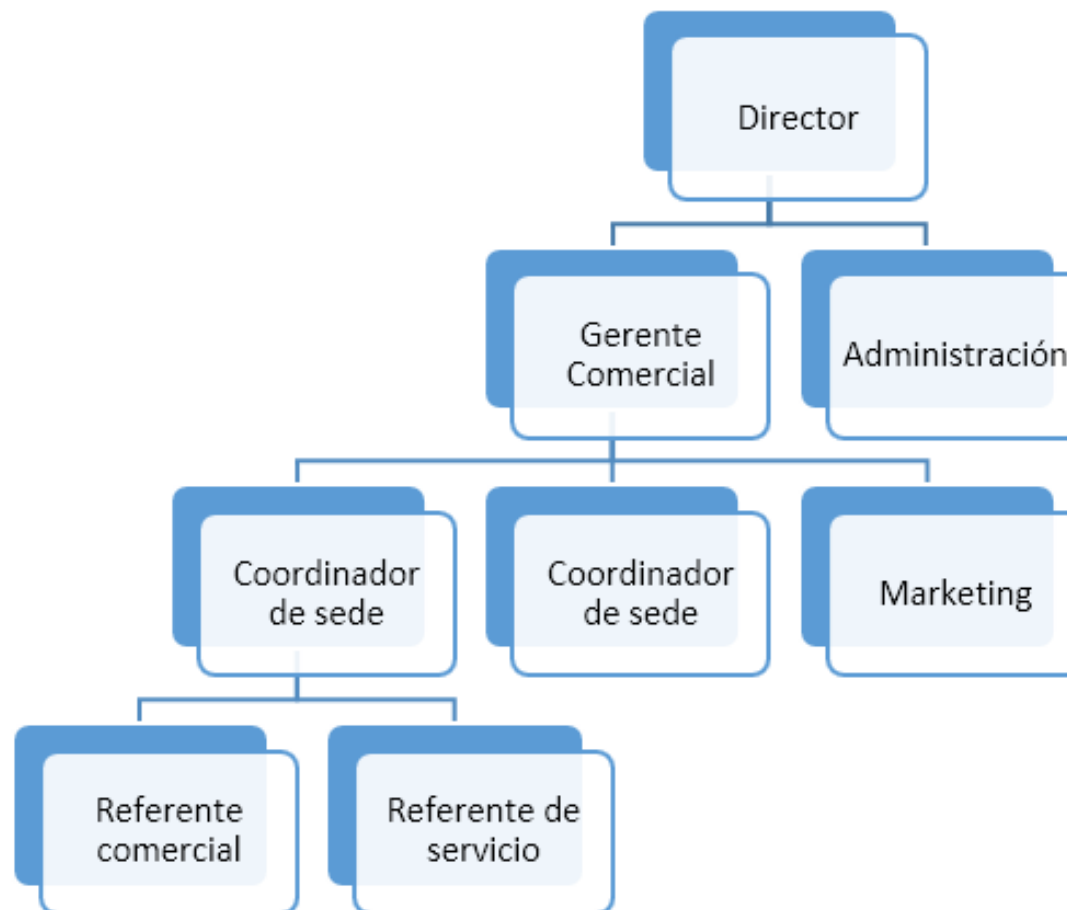 Director
Gerente
Comercial
Administración
Coordinador
de sede
Coordinador
de sede
Marketing
Referente
comercial
Referente de
servicio